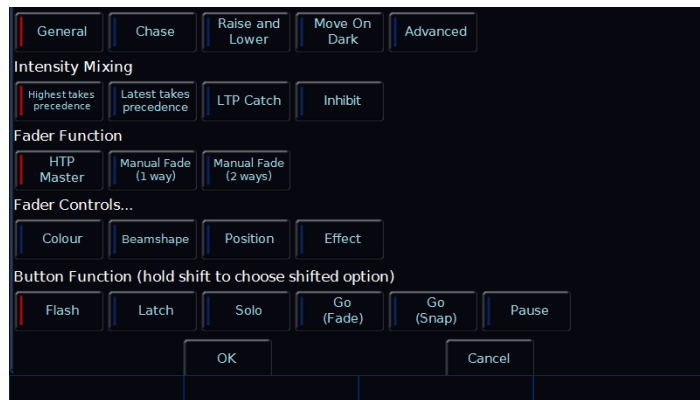 General Chase Raise and Lower Move On Dark Advanced
Intensity Mixing
Highest takes precedence Latest takes precedence LTP Catch Inhibit
Fader Function
HTP Master Manual Fade (1 way) Manual Fade (2 ways)
Fader Controls...
Colour Beamshape Position Effect
Button Function (hold shift to choose shifted option)
Flash Latch Solo Go (Fade) Go (Snap) Pause
OK Cancel